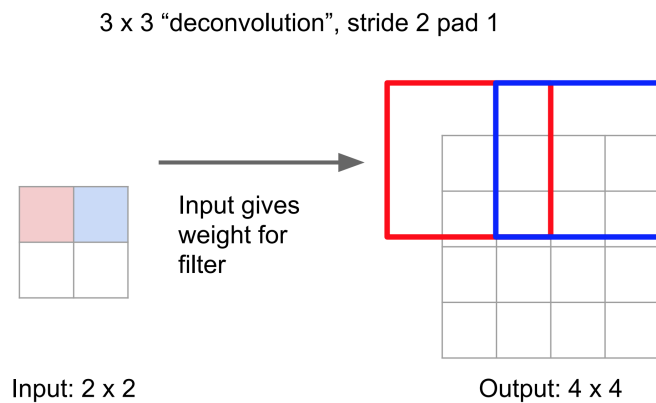 3 x 3 “deconvolution”, stride 2 pad 1
Input gives
weight for
filter
Input: 2 x 2
Output: 4 x 4